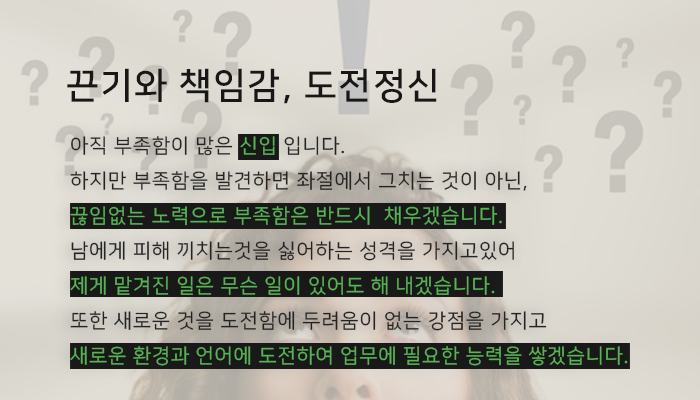 끈기와 책임감, 도전정신
아직 부족함이 많은 신입 입니다.
하지만 부족함을 발견하면 좌절에서 그치는 것이 아닌,
끊임없는 노력으로 부족함은 반드시 채우겠습니다.
남에게 피해 끼치는것을 싫어하는 성격을 가지고있어
제게 맡겨진 일은 무슨 일이 있어도 해 내겠습니다.
또한 새로운 것을 도전함에 두려움이 없는 강점을 가지고
새로운 환경과 언어에 도전하여 업무에 필요한 능력을 쌓겠습니다.